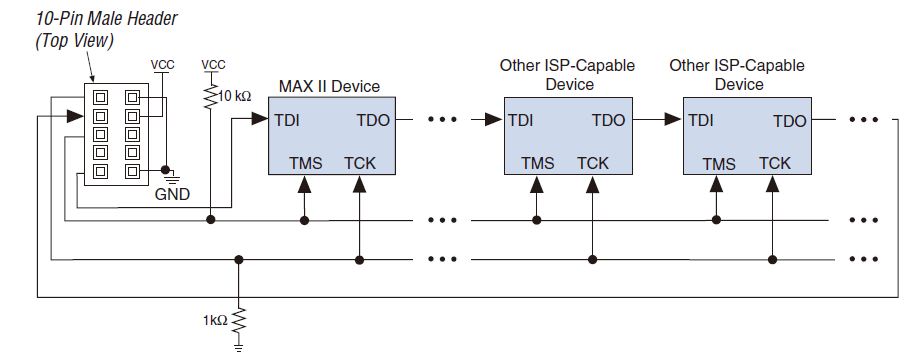 10-Pin Male Header
(Top View)
VCC
VCC
10 kΩ
GND
MAX II Device
TDI
TDO
TMS
TCK
Other ISP-Capable
Device
TDI
TDO
TMS
TCK
Other ISP-Capable
Device
TDI
TDO
TMS
TCK
1kΩ